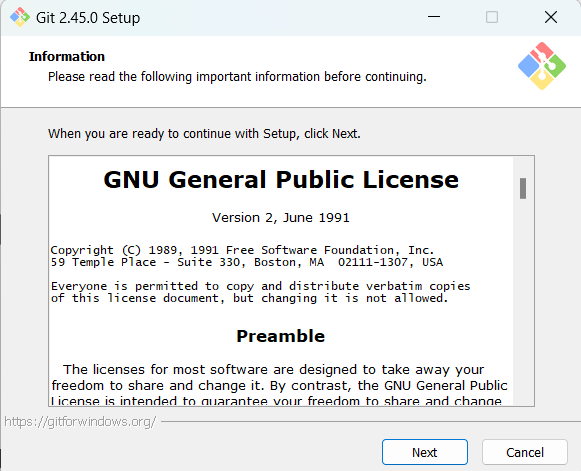 Git 2.45.0 Setup
Information
Please read the following important information before continuing.
When you are ready to continue with Setup, click Next.
GNU General Public License
Version 2, June 1991
Copyright (C) 1989, 1991 Free Software Foundation, Inc.
59 Temple Place - Suite 330, Boston, MA  02111-1307, USA
Everyone is permitted to copy and distribute verbatim copies
of this license document, but changing it is not allowed.
Preamble
The licenses for most software are designed to take away your
freedom to share and change it. By contrast, the GNU General Public
License is intended to guarantee your freedom to share and change
https://gitforwindows.org/
Next
Cancel